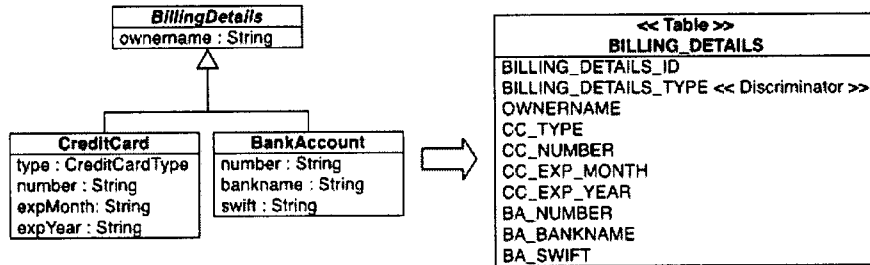 BillingDetails
ownername : String
CreditCard
type : CreditCardType
number : String
expMonth: String
expYear : String
BankAccount
number : String
bankname : String
swift : String
<< Table >>
BILLING_DETAILS
BILLING_DETAILS_ID
BILLING_DETAILS_TYPE << Discriminator >>
OWNERNAME
CC_TYPE
CC_NUMBER
CC_EXP_MONTH
CC_EXP_YEAR
BA_NUMBER
BA_BANKNAME
BA_SWIFT